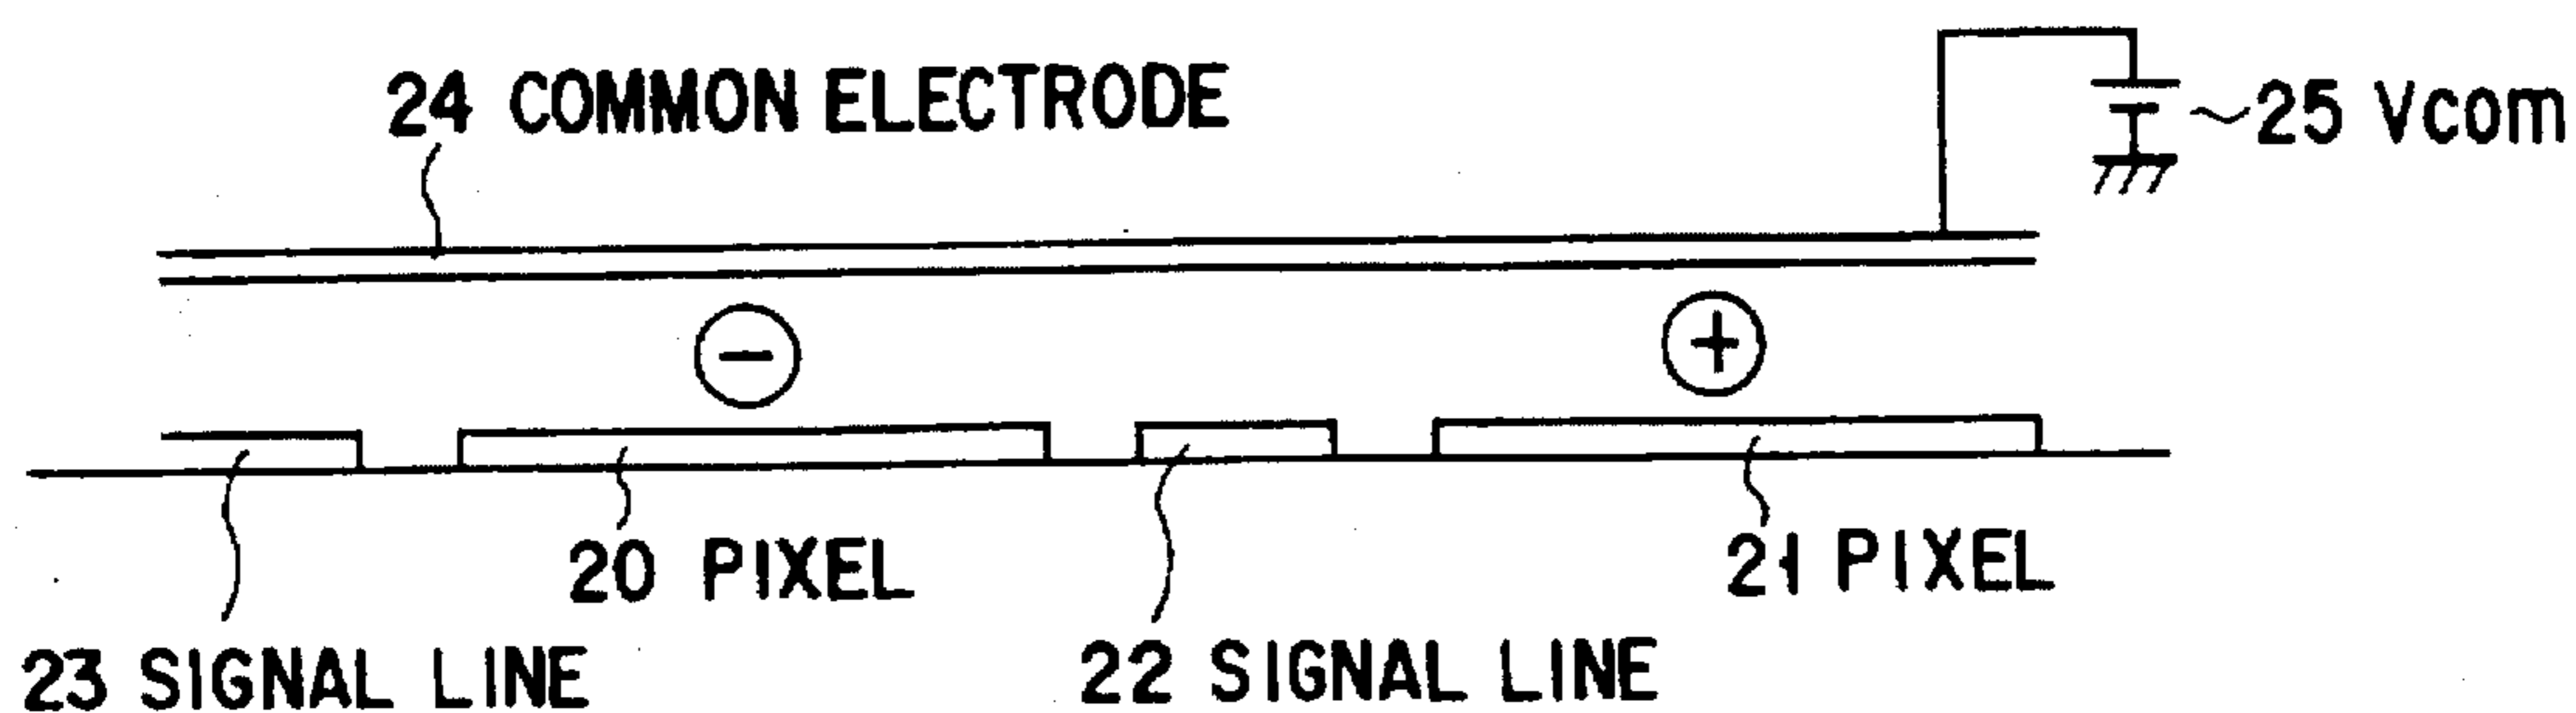 24 COMMON ELECTRODE
25 Vcom
20 PIXEL
21 PIXEL
23 SIGNAL LINE
22 SIGNAL LINE